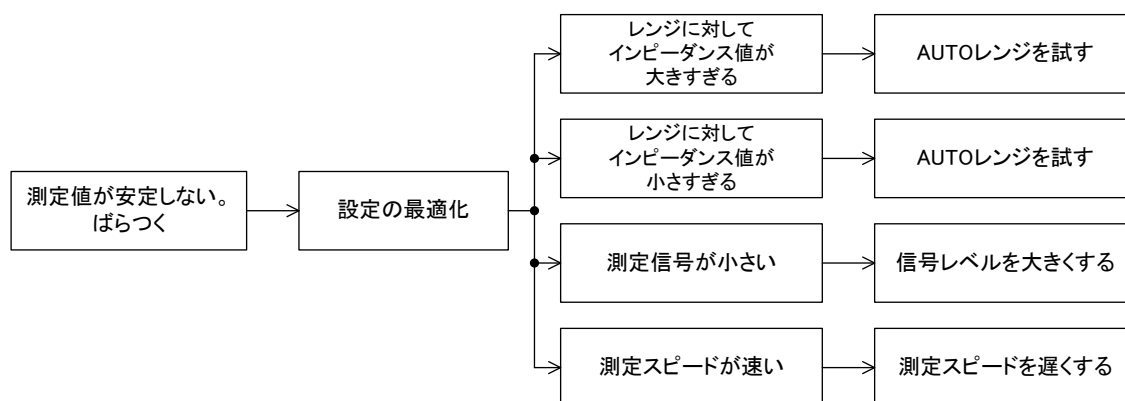 レンジに対して
インピーダンス値が
大きすぎる
AUTOレンジを試す
レンジに対して
インピーダンス値が
小さすぎる
AUTOレンジを試す
測定値が安定しない。
ばらつく
設定の最適化
測定信号が小さい
信号レベルを大きくする
測定スピードが速い
測定スピードを遅くする